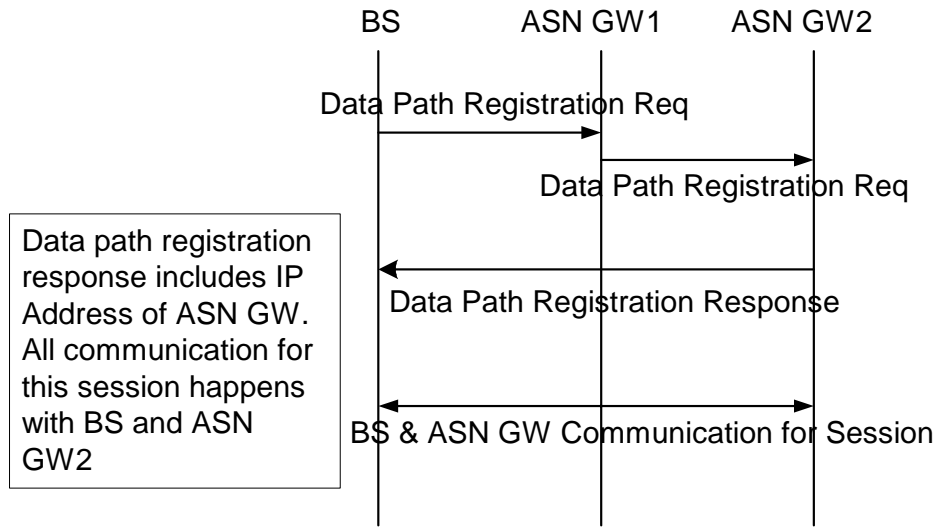 BS ASN GW1 ASN GW2
Data Path Registration Req
Data Path Registration Req
Data path registration
response includes IP
Address of ASN GW.
All communication for
this session happens
with BS and ASN
GW2
Data Path Registration Response
BS & ASN GW Communication for Session